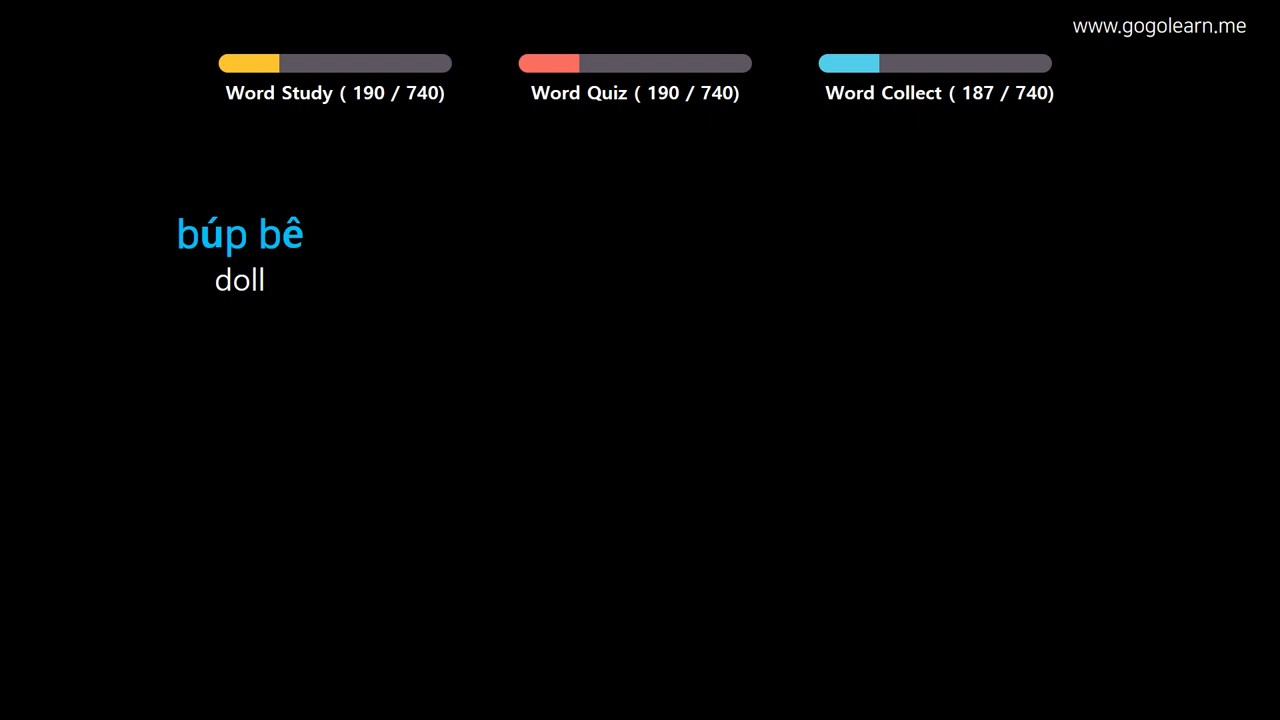 www.gogolearn.me
Word Study ( 190 / 740)
Word Quiz ( 190 / 740)
Word Collect ( 187 / 740)
búp bê
doll